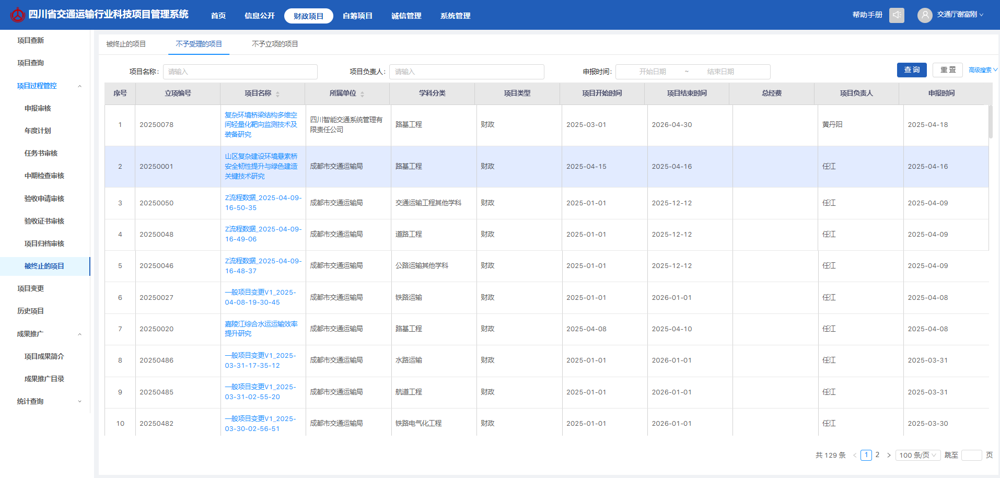 四川省交通运输行业科技项目管理系统
首页 信息公开 财政项目 自筹项目 诚信管理 系统管理
帮助手册 交通厅谢富刚
项目查新
项目查询
项目过程管控
申报审核
年度计划
任务书审核
中期检查审核
验收申请审核
验收证书审核
项目归档审核
被终止的项目
项目变更
历史项目
成果推广
项目成果简介
成果推广目录
统计查询
被终止的项目 不予受理的项目 不予立项的项目
项目名称: 请输入 项目负责人: 请输入 申报时间: 开始日期 ~ 结束日期 查询 重置 高级搜索
序号 立项编号 项目名称 所属单位 学科分类 项目类型 项目开始时间 项目结束时间 总经费 项目负责人 申报时间
1 20250078 复杂环境桥梁结构多维空
间轻量化靶向监测技术及
装备研究 四川智能交通系统管理有
限责任公司 路基工程 财政 2025-03-01 2026-04-30 黄丹阳 2025-04-18
2 20250001 山区复杂建设环境悬索桥
安全韧性提升与绿色建造
关键技术研究 成都市交通运输局 路基工程 财政 2025-04-15 2025-04-16 任江 2025-04-16
3 20250050 Z流程数据_2025-04-09-
16-50-35 成都市交通运输局 交通运输工程其他学科 财政 2025-01-01 2025-12-12 任江 2025-04-09
4 20250048 Z流程数据_2025-04-09-
16-49-06 成都市交通运输局 道路工程 财政 2025-01-01 2025-12-12 任江 2025-04-09
5 20250046 Z流程数据_2025-04-09-
16-48-37 成都市交通运输局 公路运输其他学科 财政 2025-01-01 2025-12-12 任江 2025-04-09
6 20250027 一般项目变更V1_2025-
04-08-19-30-45 成都市交通运输局 铁路运输 财政 2025-01-01 2026-01-01 任江 2025-04-08
7 20250020 嘉陵江综合水运运输效率
提升研究 成都市交通运输局 路基工程 财政 2025-04-08 2025-04-10 任江 2025-04-08
8 20250486 一般项目变更V1_2025-
03-31-17-35-12 成都市交通运输局 水路运输 财政 2025-01-01 2026-01-01 任江 2025-03-31
9 20250485 一般项目变更V1_2025-
03-31-02-55-20 成都市交通运输局 航道工程 财政 2025-01-01 2026-01-01 任江 2025-03-31
10 20250482 一般项目变更V1_2025-
03-30-02-56-51 成都市交通运输局 铁路电气化工程 财政 2025-01-01 2026-01-01 任江 2025-03-30
共 129 条 < 1 2 > 100 条/页 跳至 页